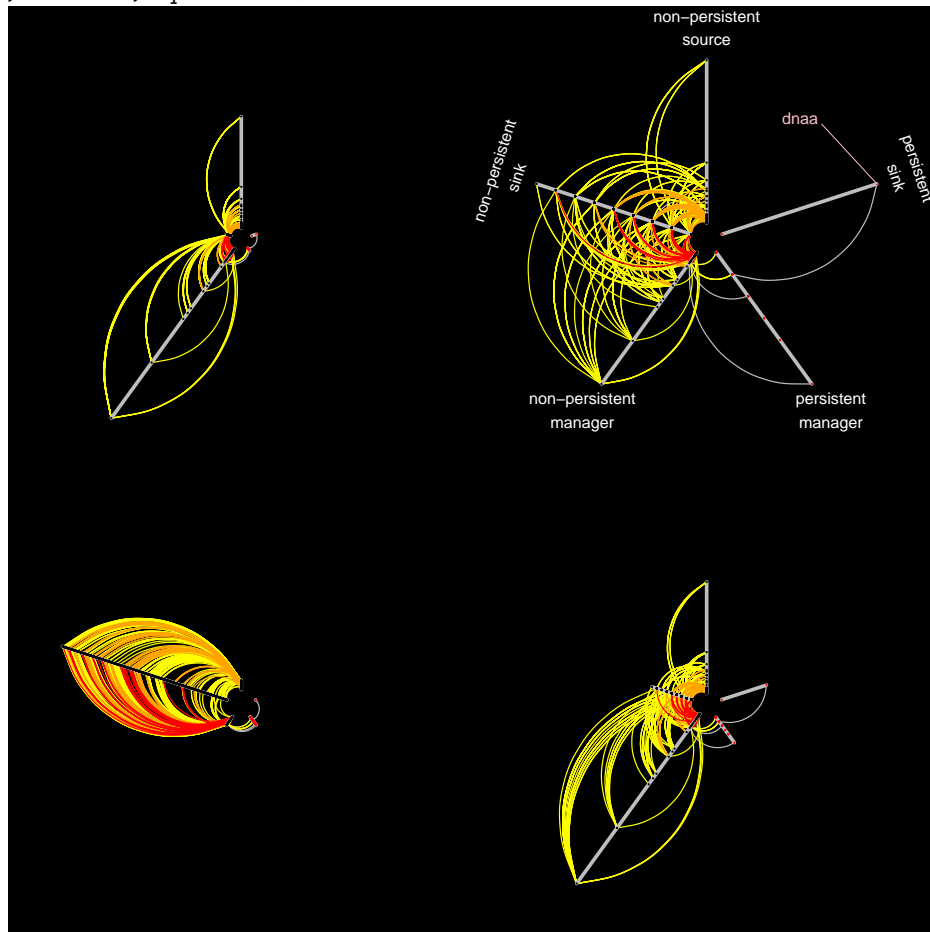 non–persistent
source
dnaa
non–persistent
sink
persistent
sink
non–persistent
manager
persistent
manager